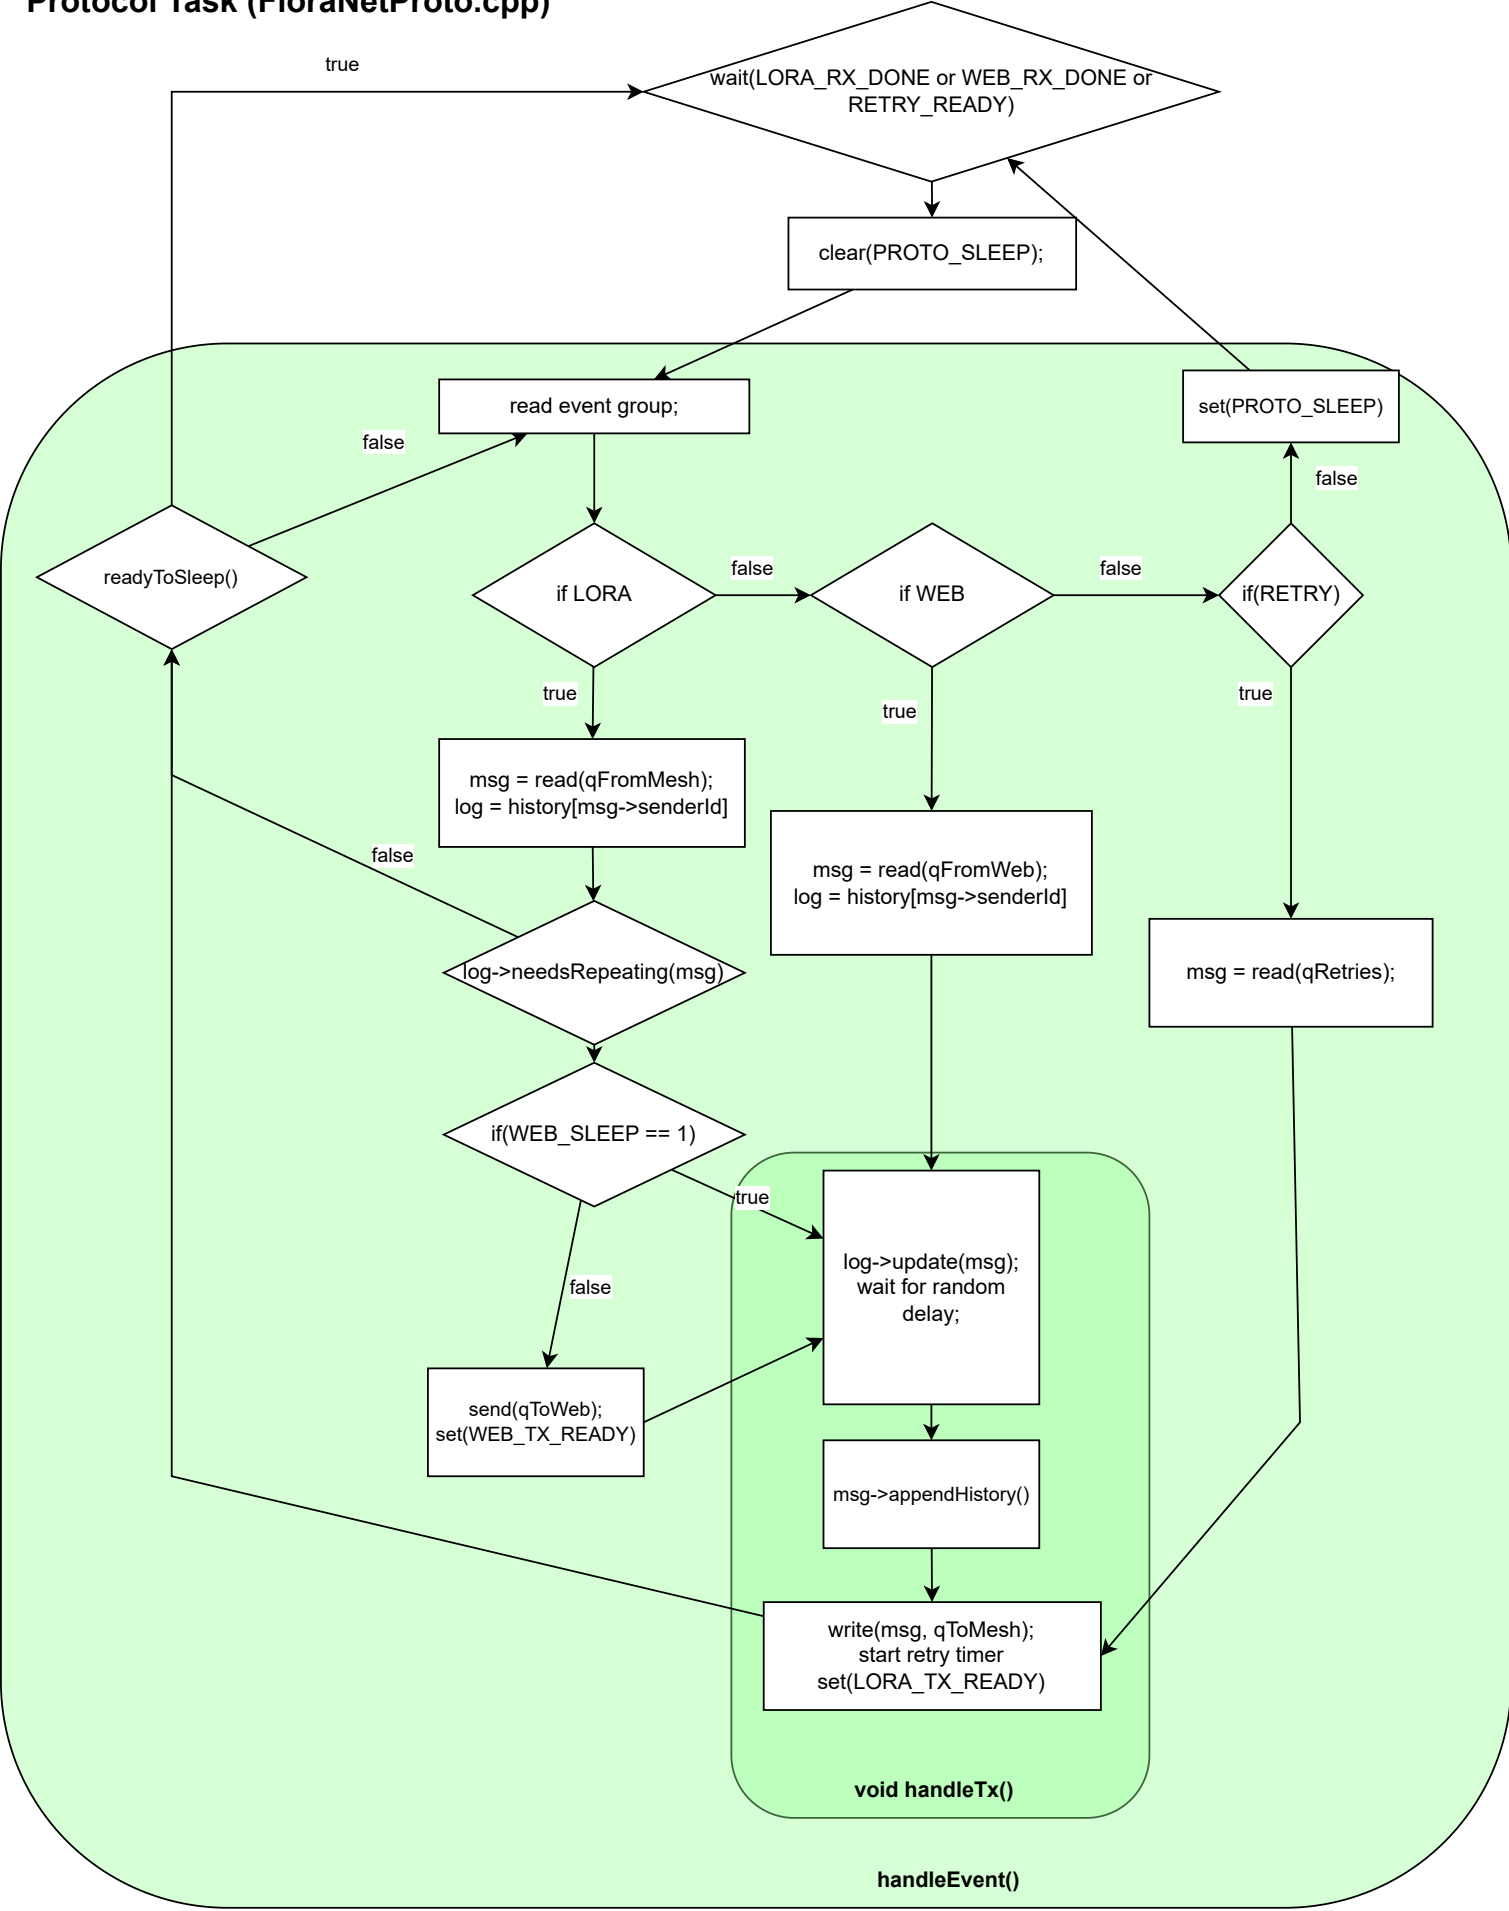 Protocol Task (FloraNetProto.cpp)
true
wait(LORA_RX_DONE or WEB_RX_DONE or
RETRY_READY)
clear(PROTO_SLEEP);
read event group;
set(PROTO_SLEEP)
false
false
readyToSleep()
if LORA
false
if WEB
false
if(RETRY)
true
true
true
msg = read(qFromMesh);
log = history[msg->senderId]
false
msg = read(qFromWeb);
log = history[msg->senderId]
log->needsRepeating(msg)
msg = read(qRetries);
if(WEB_SLEEP == 1)
true
log->update(msg);
wait for random
delay;
false
send(qToWeb);
set(WEB_TX_READY)
msg->appendHistory()
write(msg, qToMesh);
start retry timer
set(LORA_TX_READY)
void handleTx()
handleEvent()